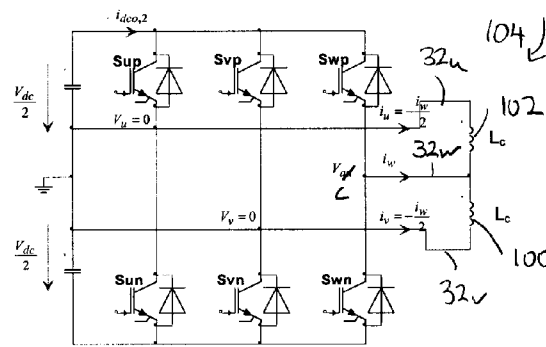 i_dco,2
104
Sup
Svp
Swp
32u
V_dc/2
V_u = 0
i_u = -i_w/2
102
L_c
i_w
32w
V_v = 0
i_v = -i_w/2
L_c
100
V_dc/2
Sun
Svn
Swn
32v